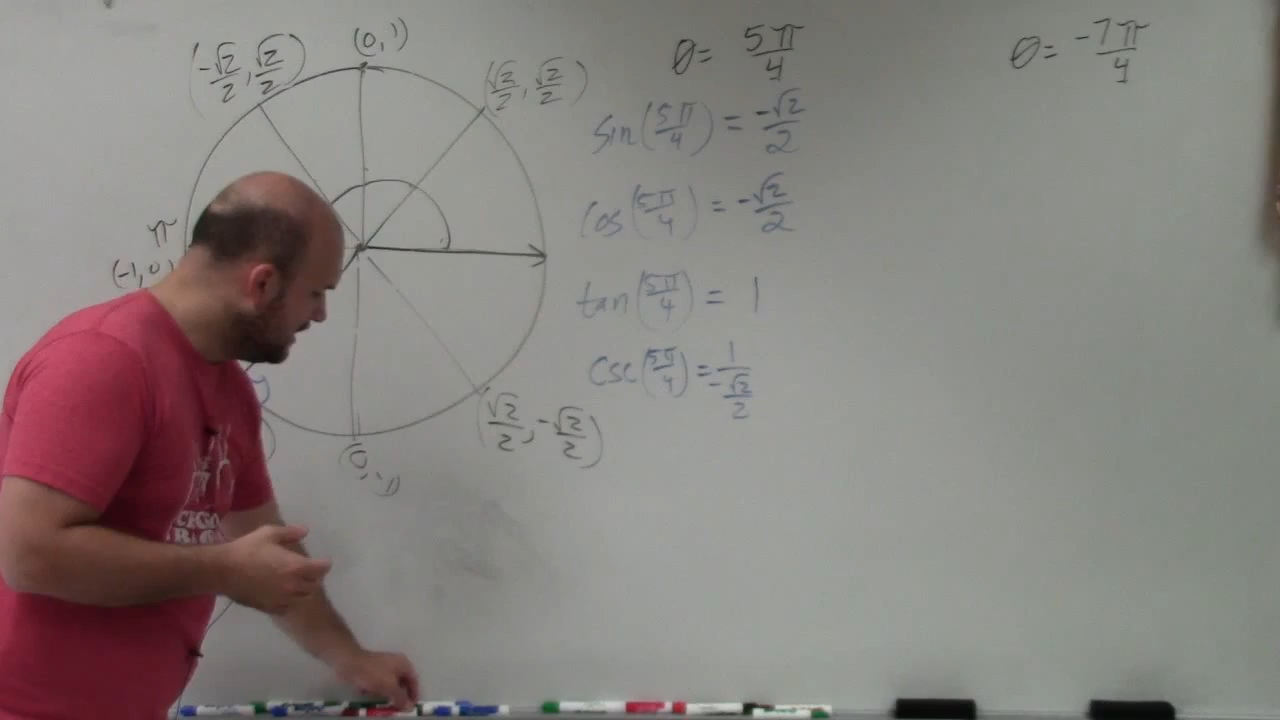 (-√2/2, √2/2)
(0, 1)
(√2/2, √2/2)
π
(-1, 0)
(√2/2, -√2/2)
(0, -1)
y
θ = 5π/4
sin(5π/4) = -√2/2
cos(5π/4) = -√2/2
tan(5π/4) = 1
csc(5π/4) = 1/(-√2/2)
θ = -7π/4